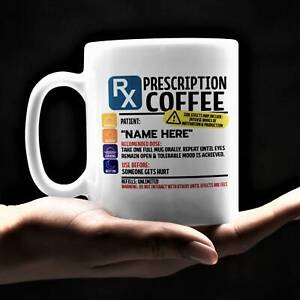 Rx PRESCRIPTION
COFFEE
SIDE EFFECTS MAY INCLUDE:
INTENSE WAVES OF
MOTIVATION & PRODUCTION
PATIENT:
"NAME HERE"
RECOMENDED DOSE:
TAKE ONE FULL MUG ORALLY. REPEAT UNTIL EYES
REMAIN OPEN & TOLERABLE MOOD IS ACHIEVED.
USE BEFORE:
SOMEONE GETS HURT
REFILLS: UNLIMITED
WARNING: DO NOT INTERACT WITH OTHERS UNTIL EFFECTS ARE FELT.